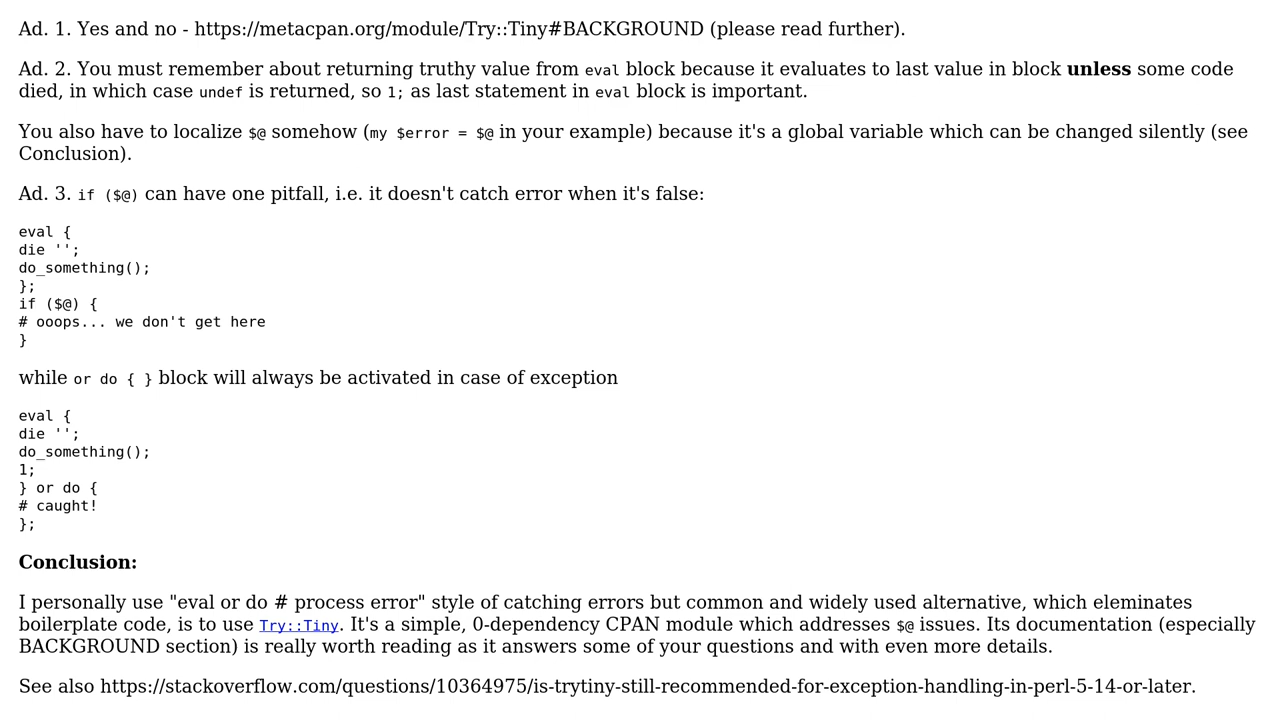 Ad. 1. Yes and no - https://metacpan.org/module/Try::Tiny#BACKGROUND (please read further).
Ad. 2. You must remember about returning truthy value from eval block because it evaluates to last value in block unless some code
died, in which case undef is returned, so 1; as last statement in eval block is important.
You also have to localize $@ somehow (my $error = $@ in your example) because it's a global variable which can be changed silently (see
Conclusion).
Ad. 3. if ($@) can have one pitfall, i.e. it doesn't catch error when it's false:
eval {
die '';
do_something();
};
if ($@) {
# ooops... we don't get here
}
while or do { } block will always be activated in case of exception
eval {
die '';
do_something();
1;
} or do {
# caught!
};
Conclusion:
I personally use "eval or do # process error" style of catching errors but common and widely used alternative, which eleminates
boilerplate code, is to use Try::Tiny. It's a simple, 0-dependency CPAN module which addresses $@ issues. Its documentation (especially
BACKGROUND section) is really worth reading as it answers some of your questions and with even more details.
See also https://stackoverflow.com/questions/10364975/is-trytiny-still-recommended-for-exception-handling-in-perl-5-14-or-later.